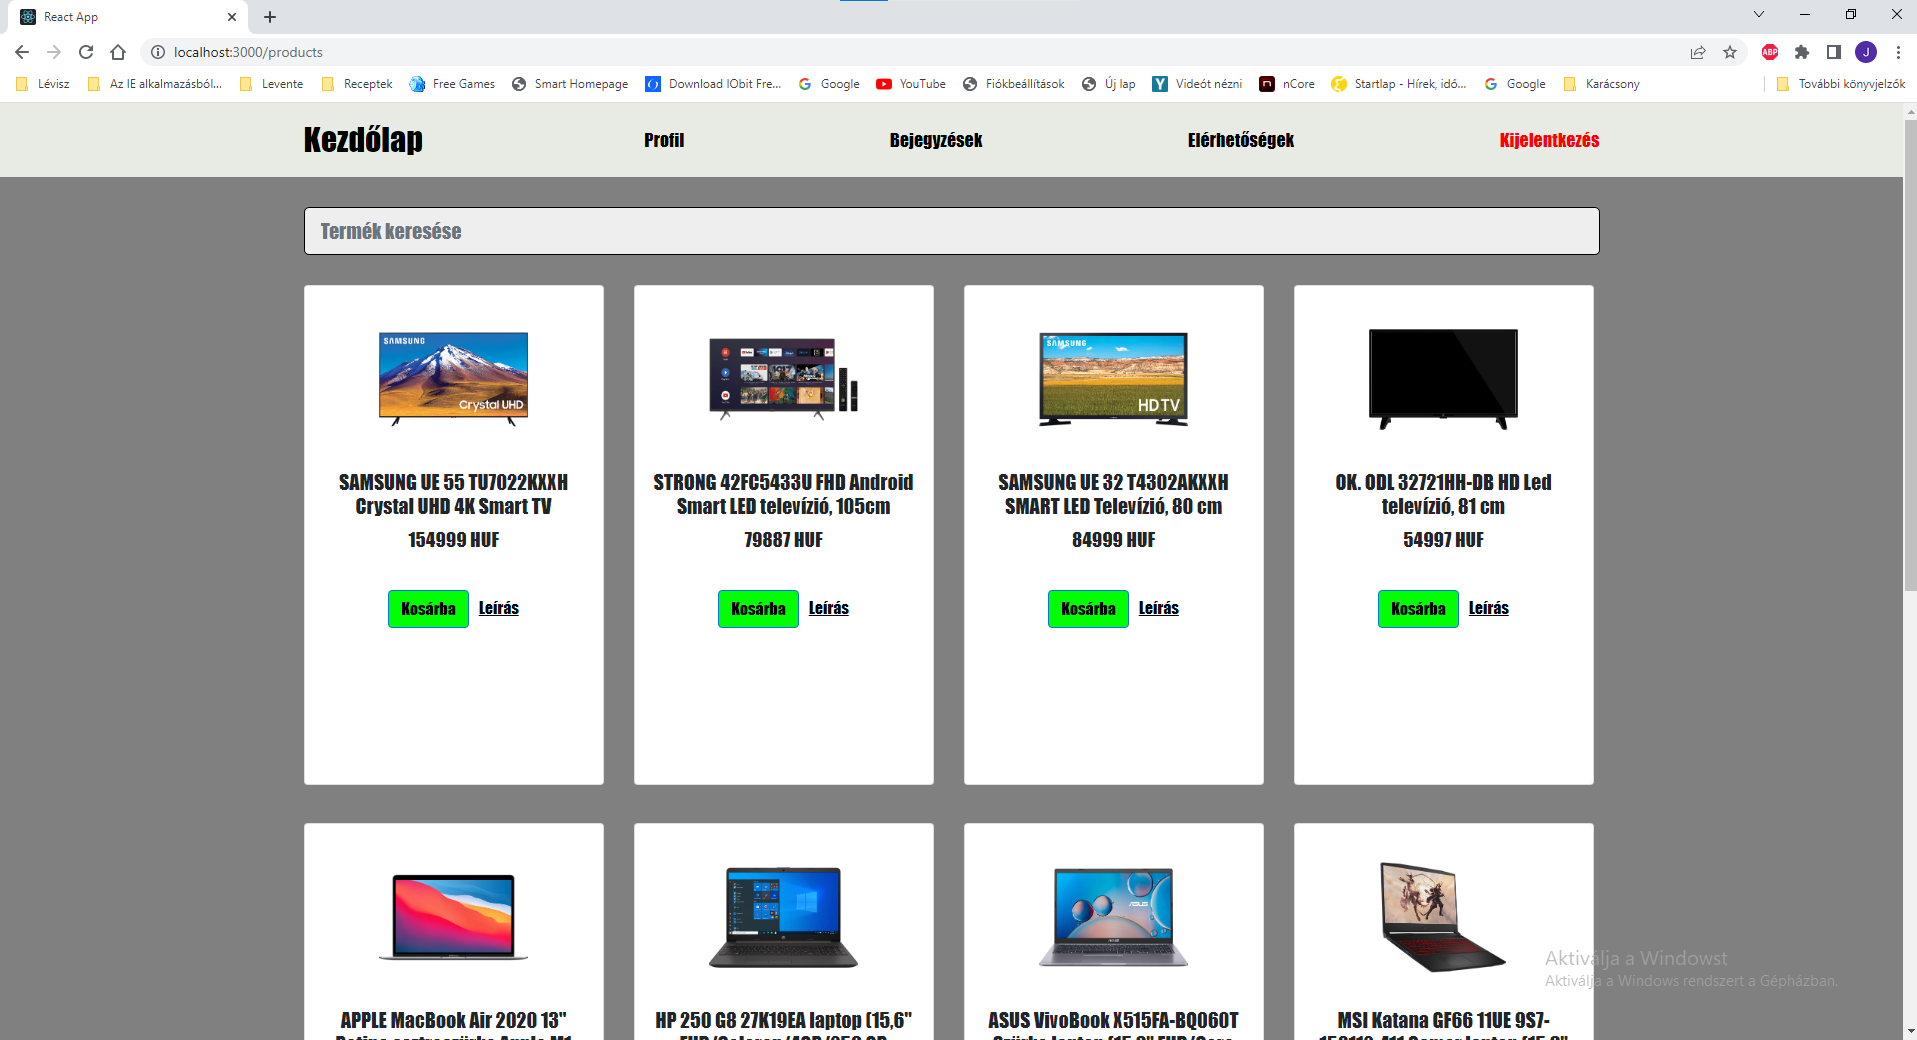 React App
localhost:3000/products
Lévisz
Az IE alkalmazásból...
Levente
Receptek
Free Games
Smart Homepage
Download IObit Fre...
Google
YouTube
Fiókbeállítások
Új lap
Videót nézni
nCore
Startlap - Hírek, idő...
Google
Karácsony
További könyvjelzők
Kezdőlap
Profil
Bejegyzések
Elérhetőségek
Kijelentkezés
Termék keresése
SAMSUNG
Crystal UHD
SAMSUNG UE 55 TU7022KXXH
Crystal UHD 4K Smart TV
154999 HUF
Kosárba Leírás
STRONG 42FC5433U FHD Android
Smart LED televízió, 105cm
79887 HUF
Kosárba Leírás
SAMSUNG
HDTV
SAMSUNG UE 32 T4302AKXXH
SMART LED Televízió, 80 cm
84999 HUF
Kosárba Leírás
OK. ODL 32721HH-DB HD Led
televízió, 81 cm
54997 HUF
Kosárba Leírás
APPLE MacBook Air 2020 13"
HP 250 G8 27K19EA laptop (15,6"
ASUS
ASUS VivoBook X515FA-BQ060T
MSI Katana GF66 11UE 9S7-
Aktiválja a Windowst
Aktiválja a Windows rendszert a Gépházban.